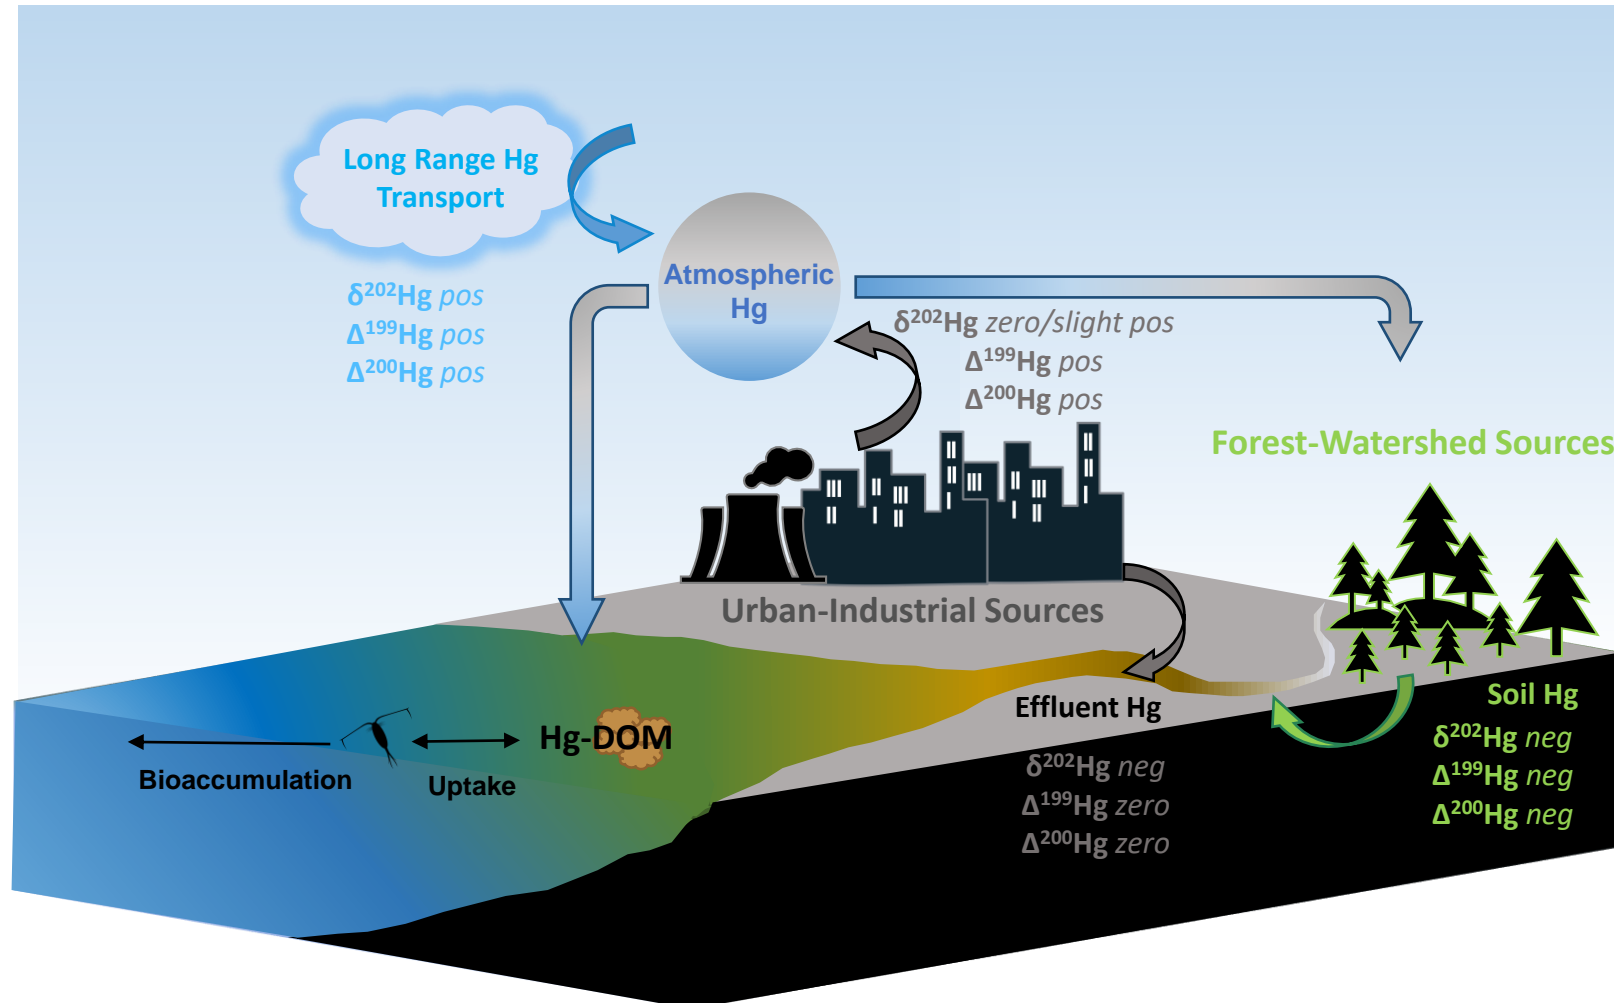 Long Range Hg
Transport
δ²⁰²Hg pos
Δ¹⁹⁹Hg pos
Δ²⁰⁰Hg pos
Atmospheric
Hg
δ²⁰²Hg zero/slight pos
Δ¹⁹⁹Hg pos
Δ²⁰⁰Hg pos
Forest-Watershed Sources
Urban-Industrial Sources
Soil Hg
δ²⁰²Hg neg
Δ¹⁹⁹Hg neg
Δ²⁰⁰Hg neg
Effluent Hg
δ²⁰²Hg neg
Δ¹⁹⁹Hg zero
Δ²⁰⁰Hg zero
Hg-DOM
Uptake
Bioaccumulation